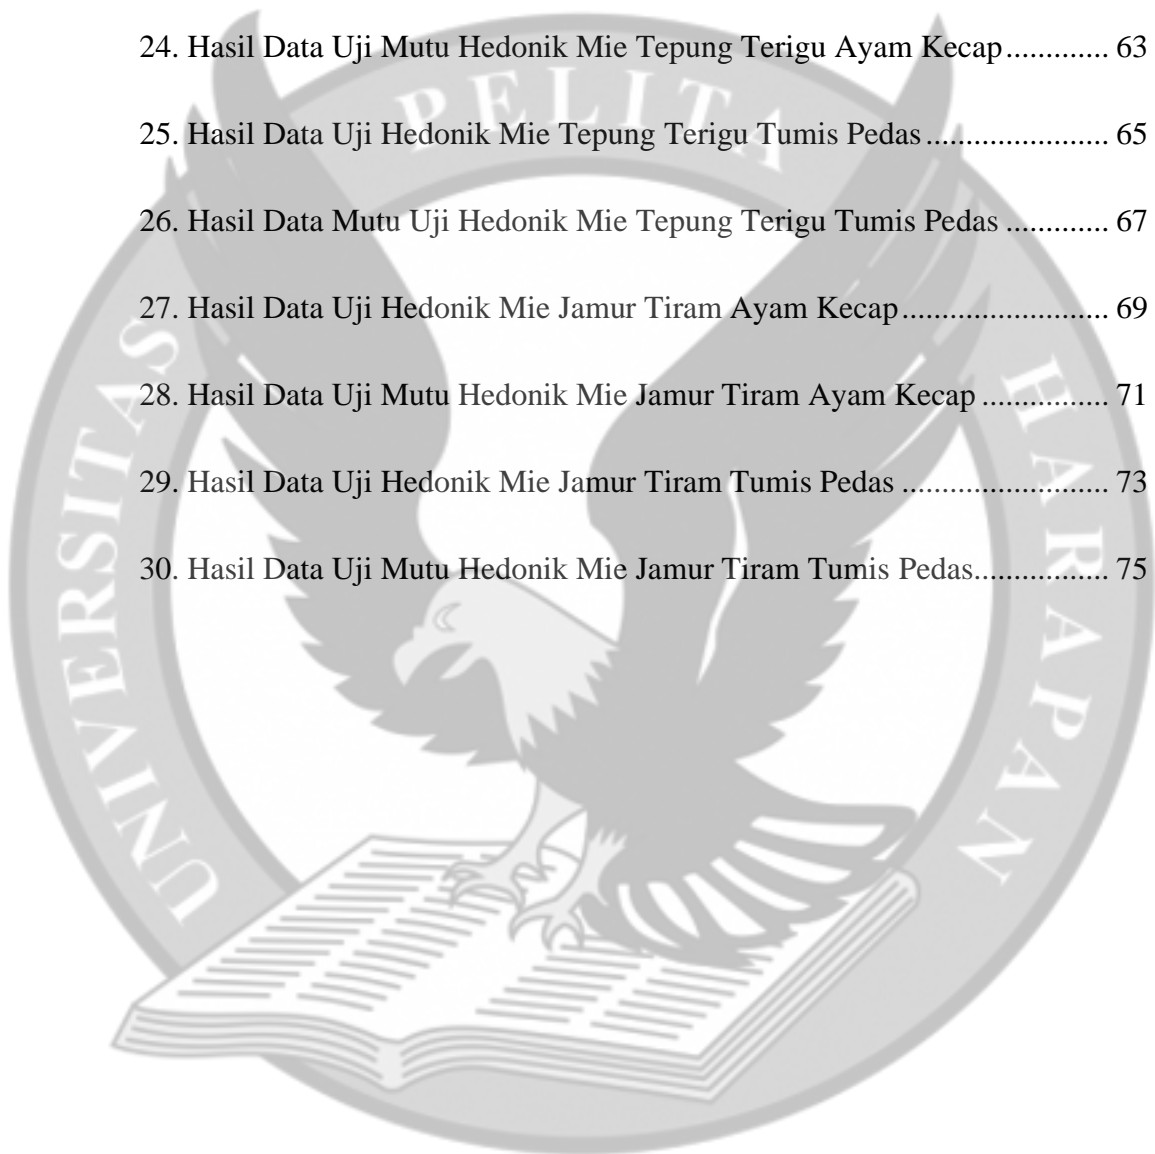 24. Hasil Data Uji Mutu Hedonik Mie Tepung Terigu Ayam Kecap ............. 63
25. Hasil Data Uji Hedonik Mie Tepung Terigu Tumis Pedas ....................... 65
26. Hasil Data Mutu Uji Hedonik Mie Tepung Terigu Tumis Pedas ............. 67
27. Hasil Data Uji Hedonik Mie Jamur Tiram Ayam Kecap .......................... 69
28. Hasil Data Uji Mutu Hedonik Mie Jamur Tiram Ayam Kecap ................ 71
29. Hasil Data Uji Hedonik Mie Jamur Tiram Tumis Pedas .......................... 73
30. Hasil Data Uji Mutu Hedonik Mie Jamur Tiram Tumis Pedas ................. 75
UNIVERSITAS PELITA HARAPAN